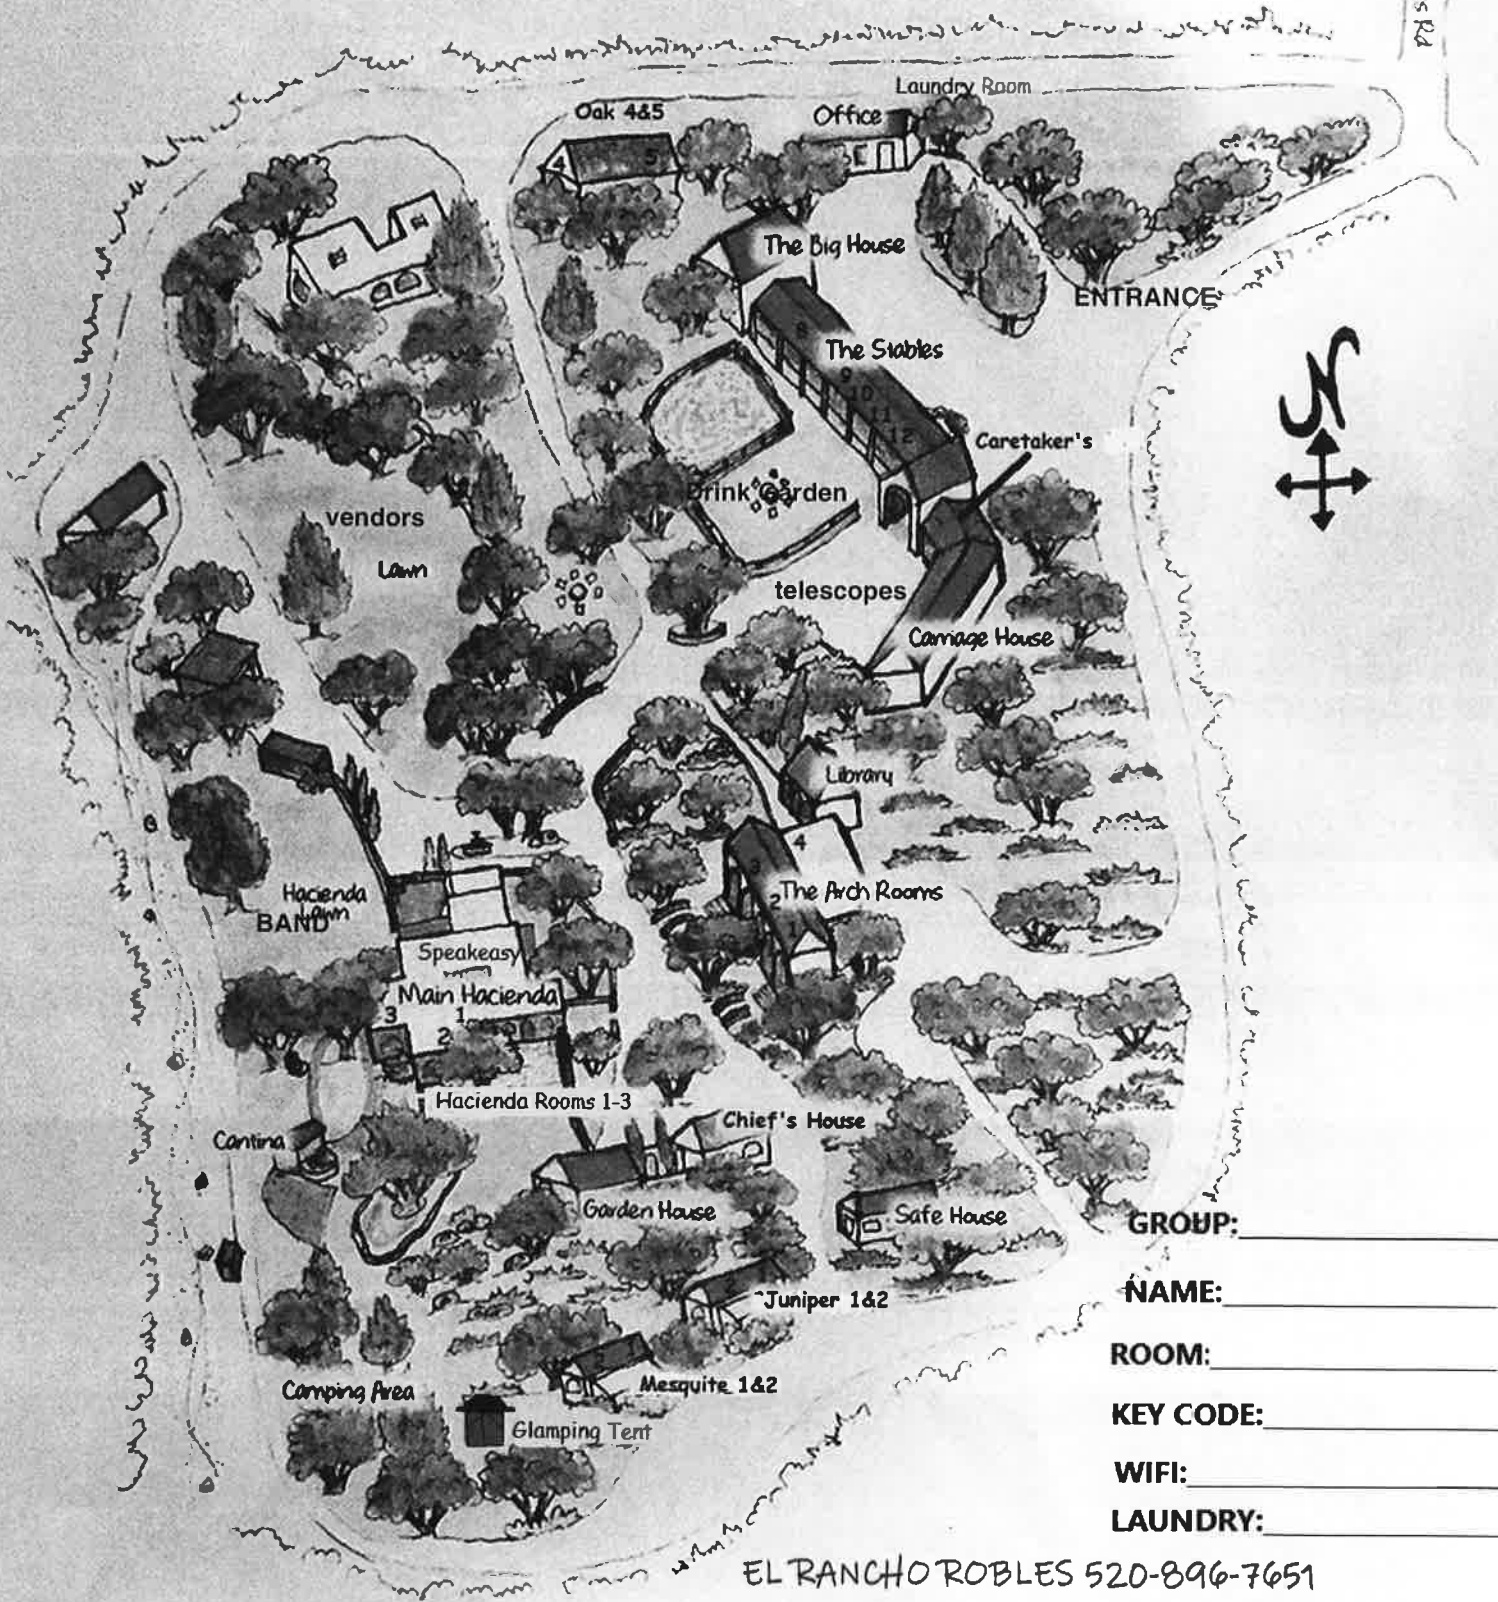 s Rd
Laundry Room
Oak 4&5
Office
4
5
The Big House
ENTRANCE
8
The Stables
9
10
11
12
N
Caretaker's
Drink Garden
vendors
Lawn
telescopes
Carriage House
Library
4
3
The Arch Rooms
2
1
Hacienda
Lawn
BAND
Speakeasy
Main Hacienda
3
1
2
Hacienda Rooms 1-3
Chief's House
Cantina
Garden House
Safe House
GROUP:
Juniper 1&2
NAME:
ROOM:
Mesquite 1&2
Camping Area
KEY CODE:
Glamping Tent
WIFI:
LAUNDRY:
EL RANCHO ROBLES 520-896-7651